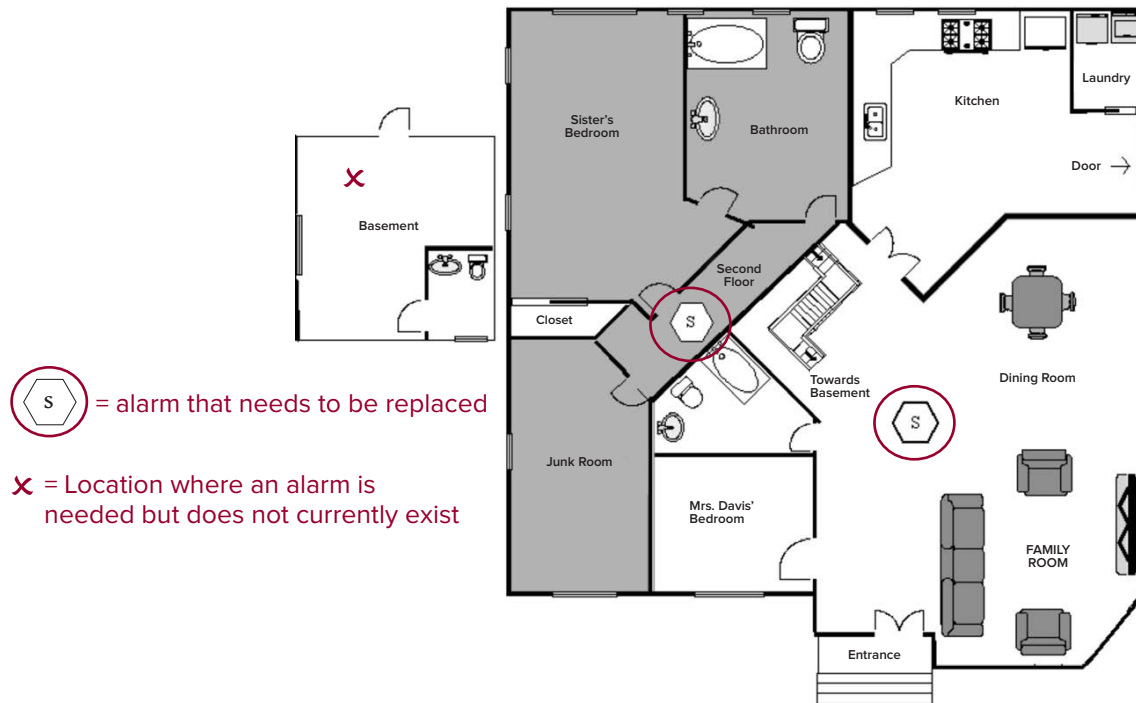 Laundry
Kitchen
Sister's
Bedroom
Bathroom
Door
Basement
Second
Floor
S
Closet
Towards
Basement
Dining Room
S
S = alarm that needs to be replaced
Junk Room
x = Location where an alarm is
needed but does not currently exist
Mrs. Davis'
Bedroom
FAMILY
ROOM
Entrance